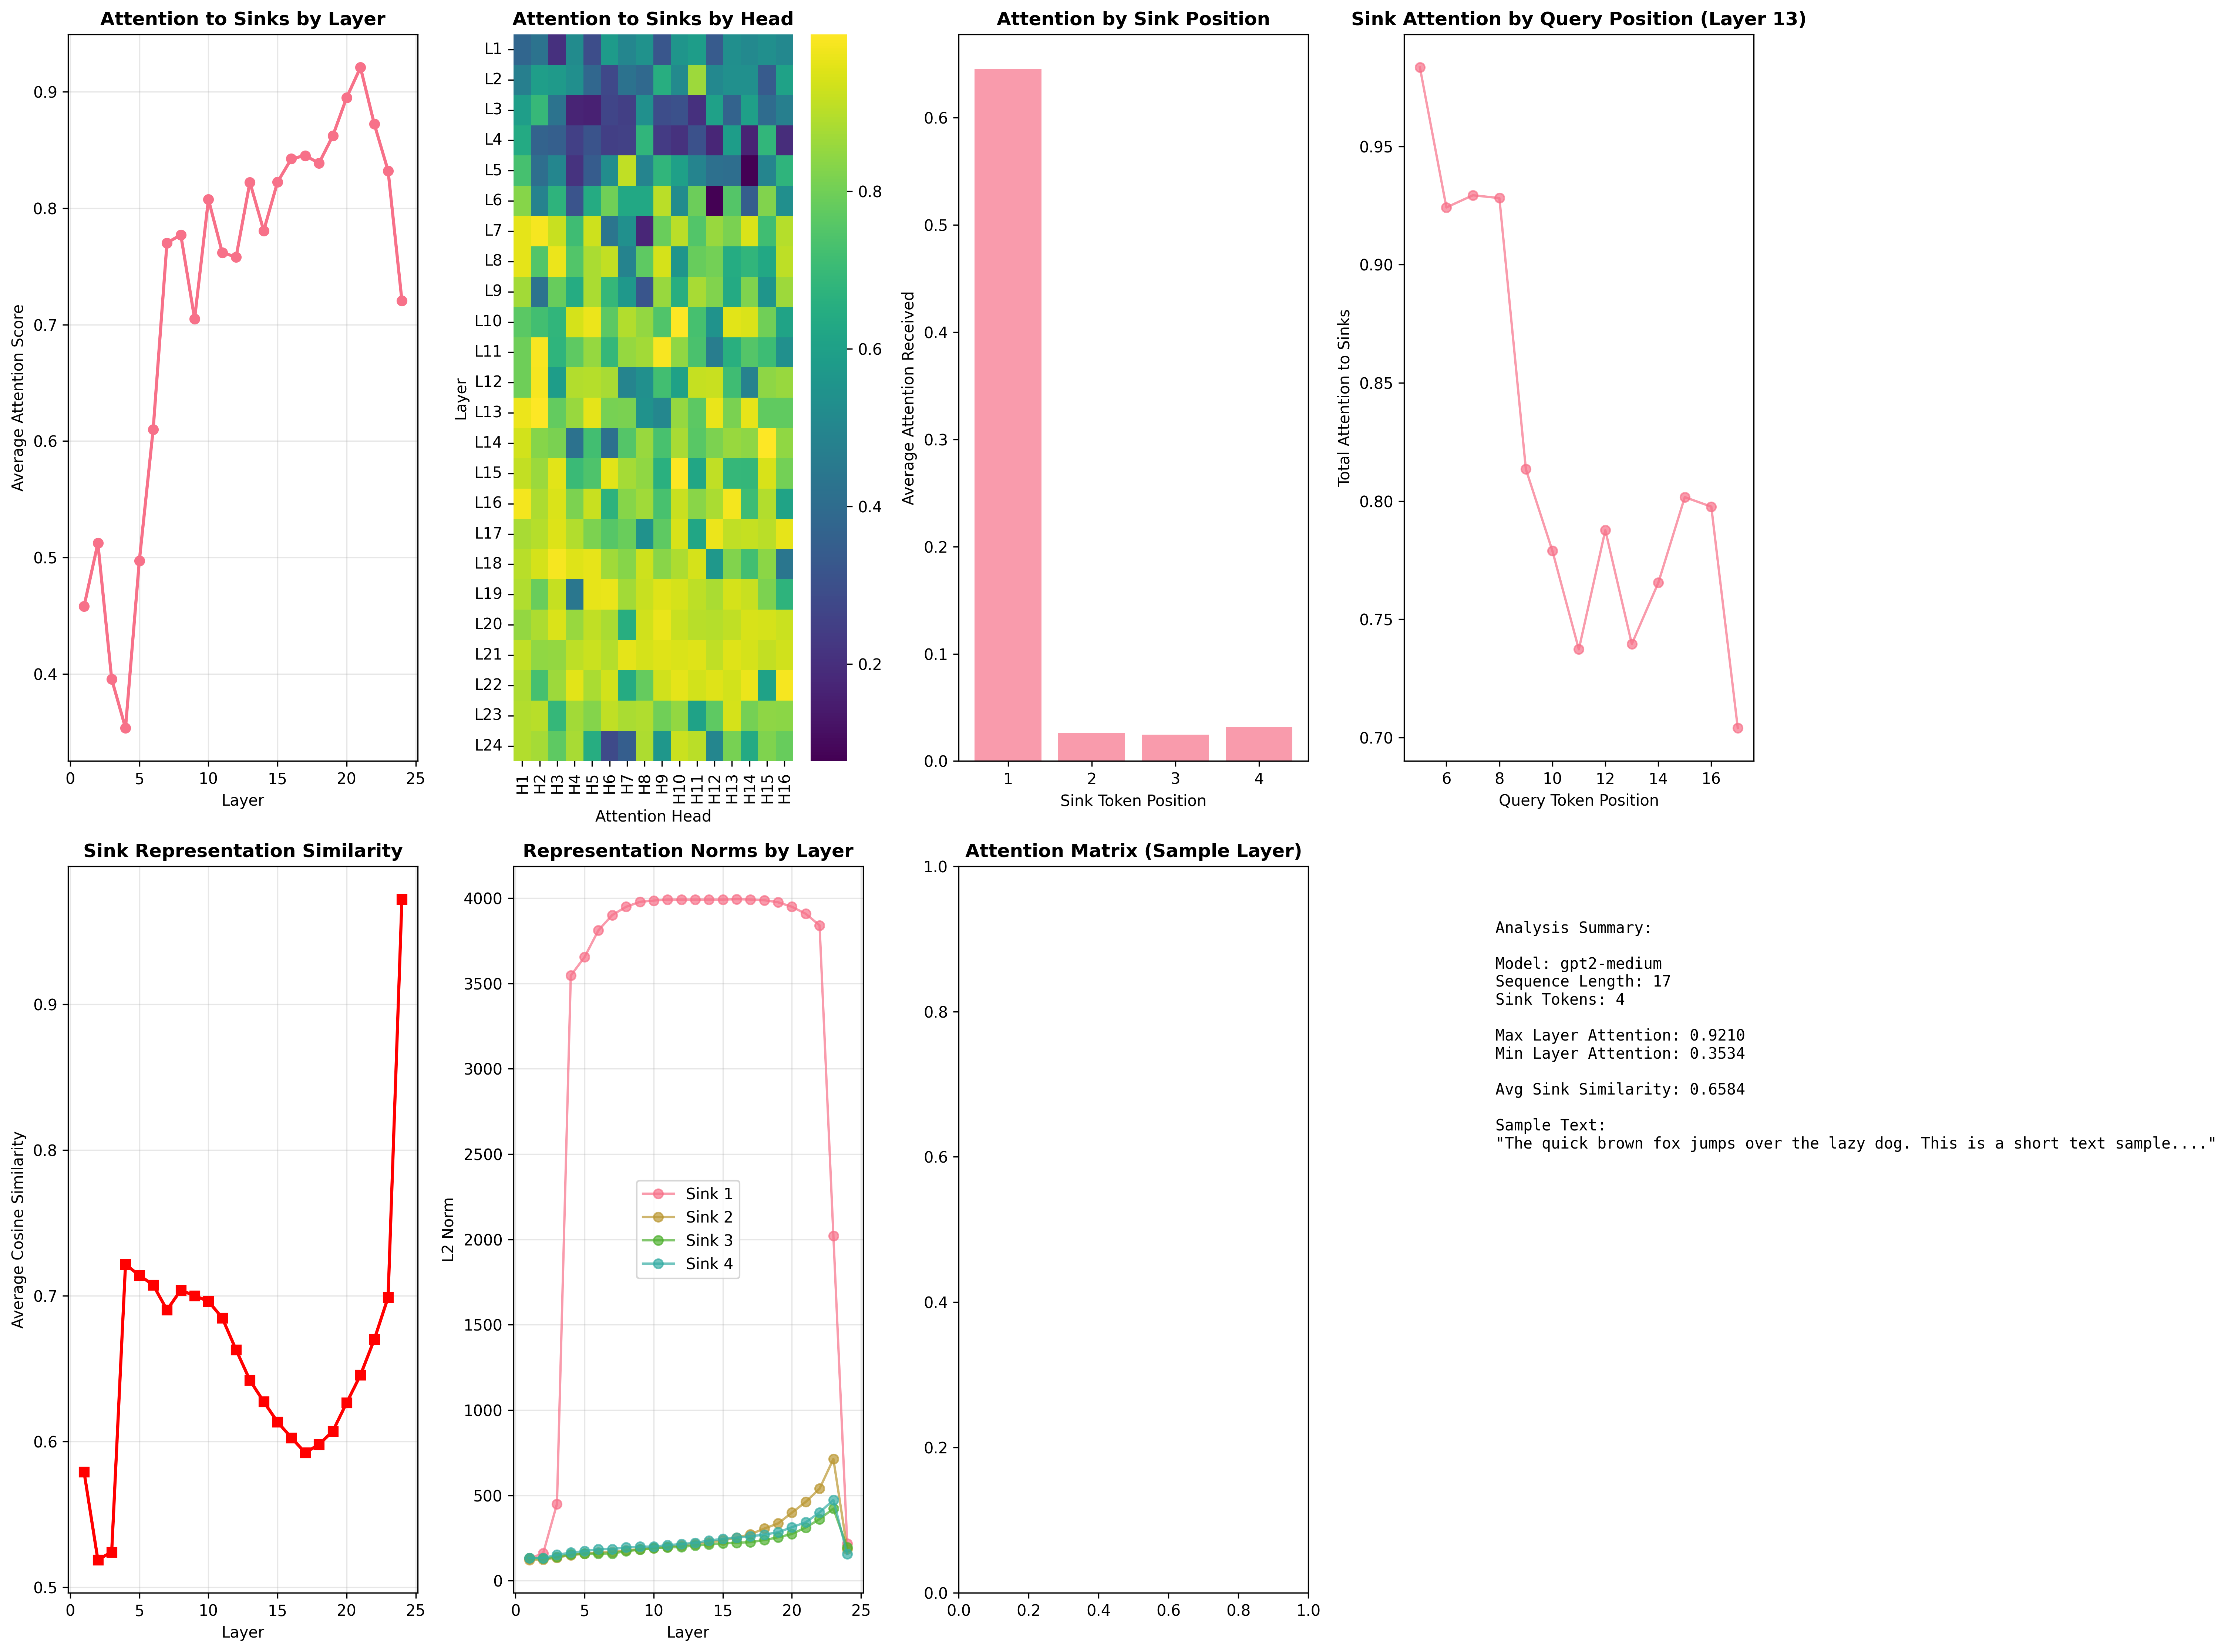 Attention to Sinks by Layer
Average Attention Score
0.9
0.8
0.7
0.6
0.5
0.4
0 5 10 15 20 25
Layer
Attention to Sinks by Head
Layer
L1
L2
L3
L4
L5
L6
L7
L8
L9
L10
L11
L12
L13
L14
L15
L16
L17
L18
L19
L20
L21
L22
L23
L24
H1 H2 H3 H4 H5 H6 H7 H8 H9 H10 H11 H12 H13 H14 H15 H16
Attention Head
0.8
0.6
0.4
0.2
Attention by Sink Position
Average Attention Received
0.6
0.5
0.4
0.3
0.2
0.1
0.0
1 2 3 4
Sink Token Position
Sink Attention by Query Position (Layer 13)
Total Attention to Sinks
0.95
0.90
0.85
0.80
0.75
0.70
6 8 10 12 14 16
Query Token Position
Sink Representation Similarity
Average Cosine Similarity
0.9
0.8
0.7
0.6
0.5
0 5 10 15 20 25
Layer
Representation Norms by Layer
L2 Norm
4000
3500
3000
2500
2000
1500
1000
500
0
Sink 1
Sink 2
Sink 3
Sink 4
0 5 10 15 20 25
Layer
Attention Matrix (Sample Layer)
1.0
0.8
0.6
0.4
0.2
0.0
0.0 0.2 0.4 0.6 0.8 1.0
Analysis Summary:
Model: gpt2-medium
Sequence Length: 17
Sink Tokens: 4
Max Layer Attention: 0.9210
Min Layer Attention: 0.3534
Avg Sink Similarity: 0.6584
Sample Text:
"The quick brown fox jumps over the lazy dog. This is a short text sample...."